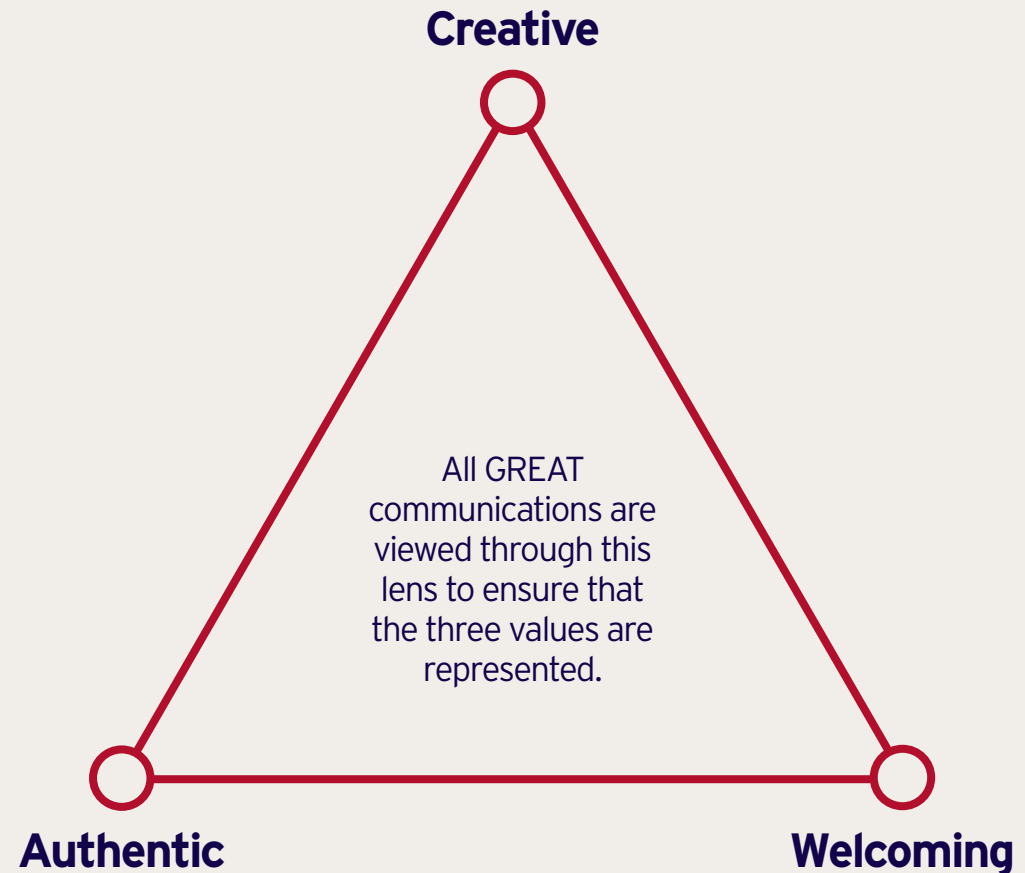 Creative
All GREAT
communications are
viewed through this
lens to ensure that
the three values are
represented.
Authentic
Welcoming